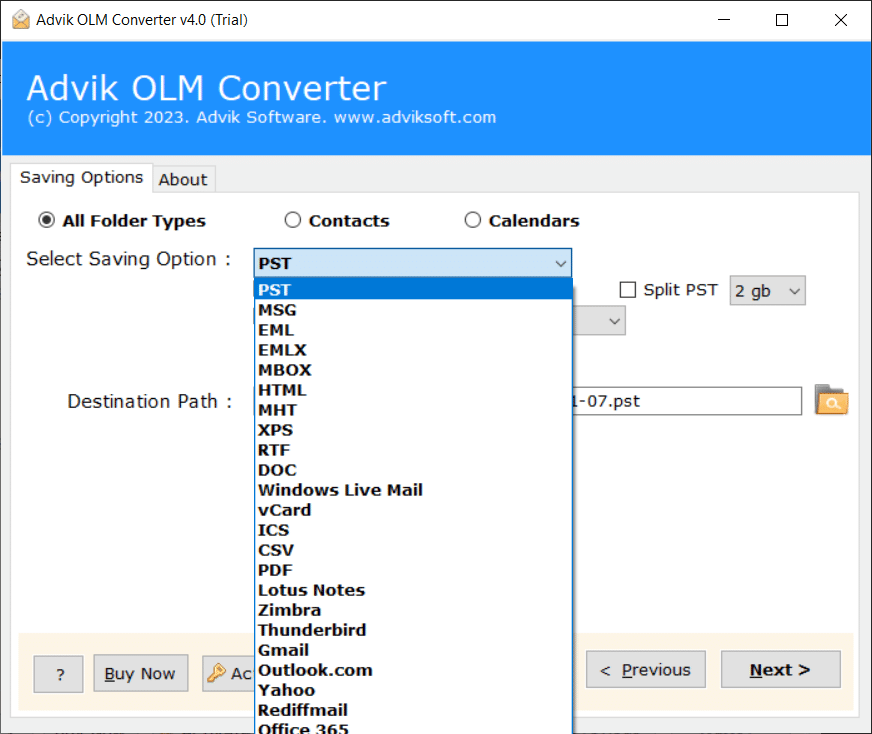 Advik OLM Converter v4.0 (Trial)
Advik OLM Converter
(c) Copyright 2023. Advik Software. www.adviksoft.com
Saving Options About
All Folder Types Contacts Calendars
Select Saving Option : PST
PST
Split PST 2 gb
MSG
EML
EMLX
MBOX
HTML
Destination Path : 1-07.pst
MHT
XPS
RTF
DOC
Windows Live Mail
vCard
ICS
CSV
PDF
Lotus Notes
Zimbra
Thunderbird
Gmail
Outlook.com
Yahoo
Rediffmail
Office 365
? Buy Now Ac < Previous Next >